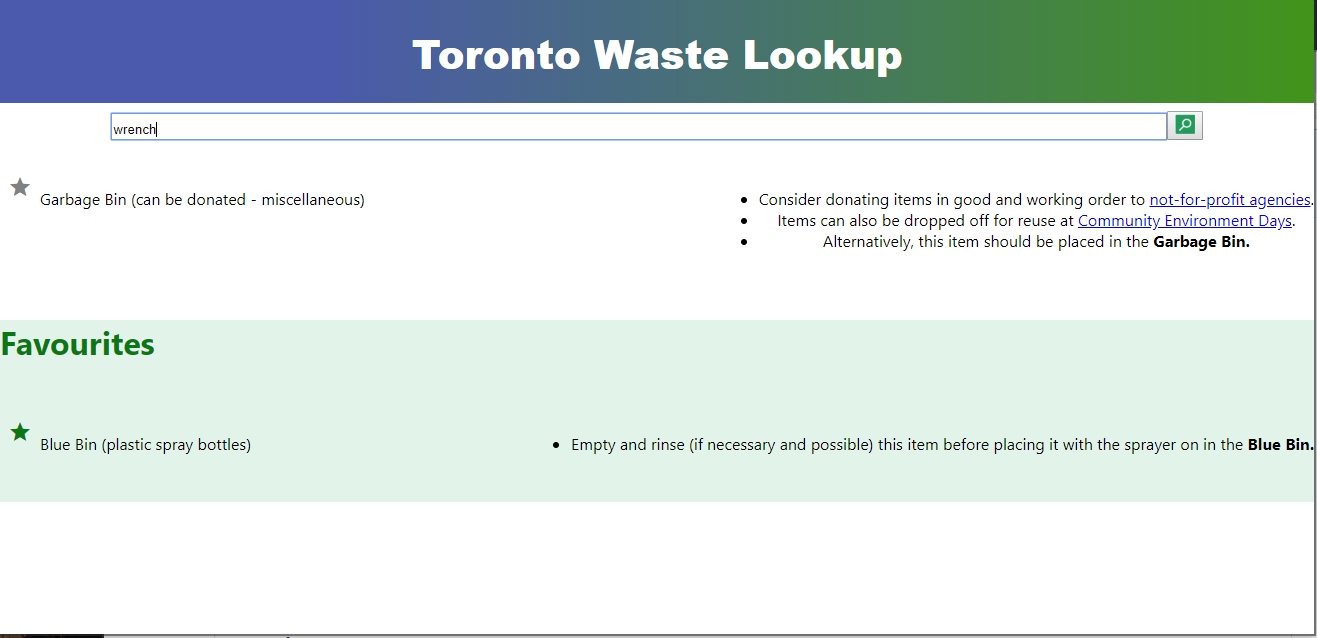 Toronto Waste Lookup
wrench
Garbage Bin (can be donated - miscellaneous)
• Consider donating items in good and working order to not-for-profit agencies.
• Items can also be dropped off for reuse at Community Environment Days.
• Alternatively, this item should be placed in the Garbage Bin.
Favourites
Blue Bin (plastic spray bottles)
• Empty and rinse (if necessary and possible) this item before placing it with the sprayer on in the Blue Bin.